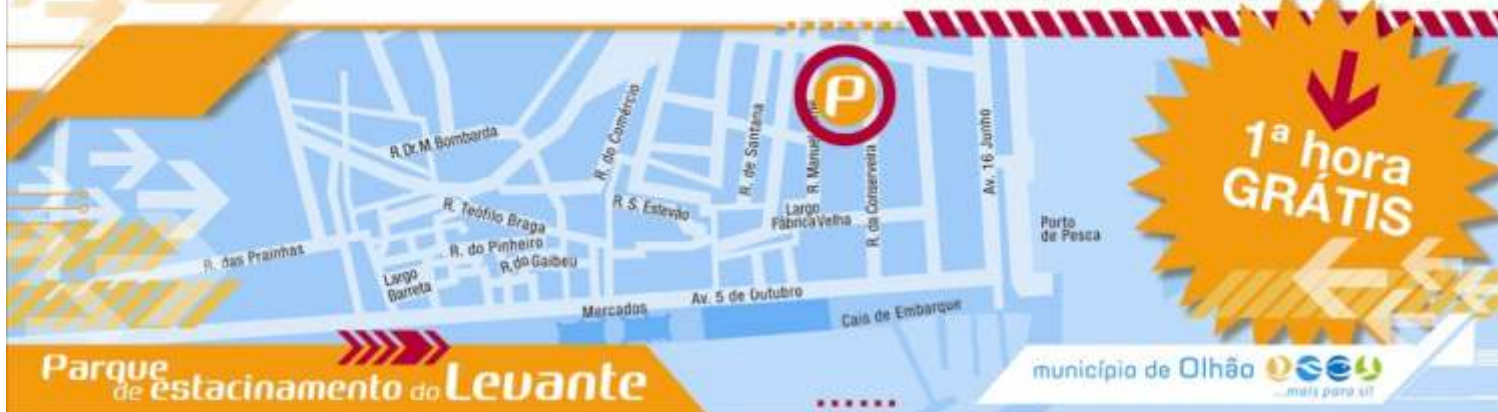 P
1ª hora
GRÁTIS
R. Dr. M. Bombarda
R. do Comércio
R. de Santana
R. Manuel
R. da Conserveira
Av. 16 Junho
R. Teófilo Braga
R. S. Estevão
Largo
Fábrica Velha
Porto
de Pesca
R. das Prainhas
R. do Pinheiro
R. do Gaibeu
Largo
Barreta
Mercados
Av. 5 de Outubro
Cais de Embarque
Parque
de estacinamento do Levante
município de Olhão
...mais para si!